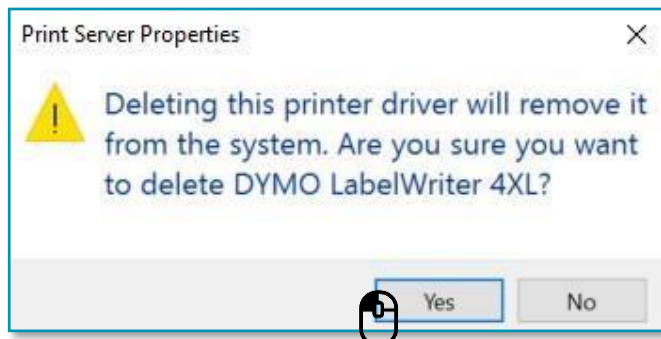 Print Server Properties
Deleting this printer driver will remove it
from the system. Are you sure you want
to delete DYMO LabelWriter 4XL?
Yes No